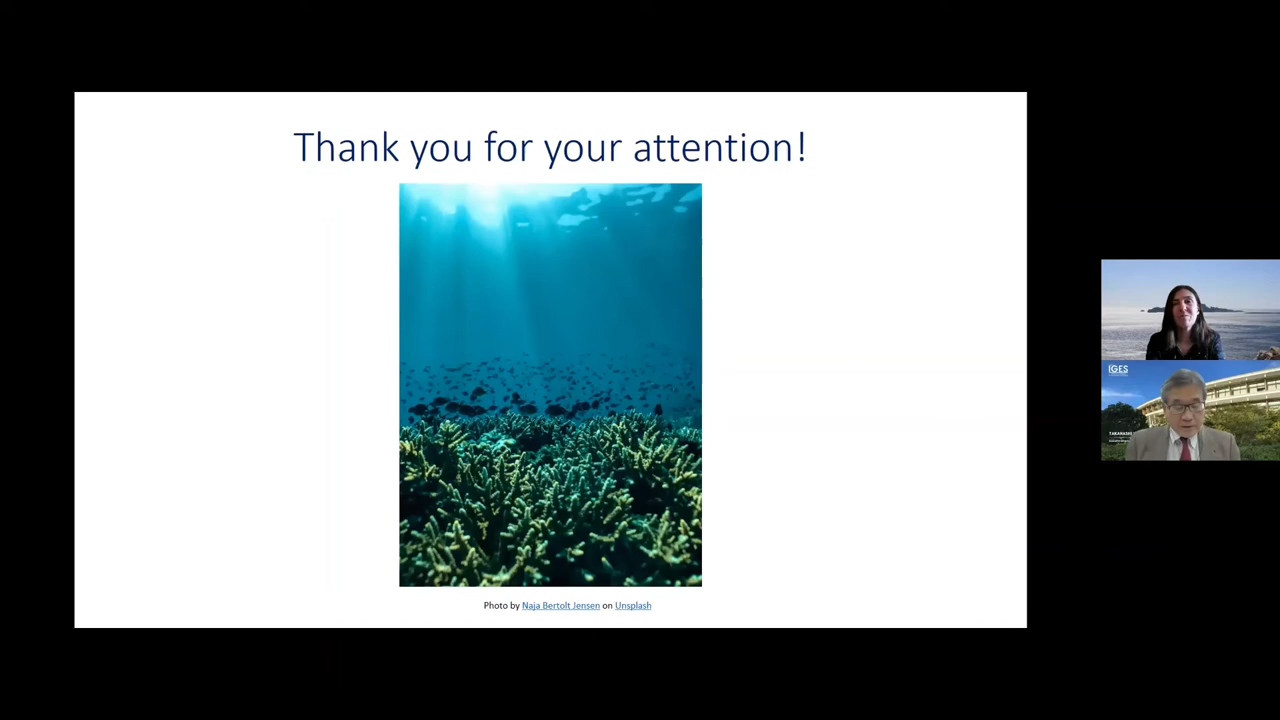 Thank you for your attention!
Photo by Naja Bertolt Jensen on Unsplash
IGES